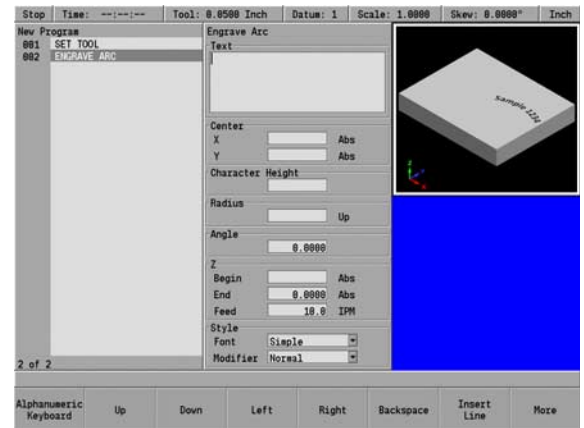 Stop Time: --:--:-- Tool: 0.0500 Inch Datum: 1 Scale: 1.0000 Skew: 0.0000° Inch
New Program
001 SET TOOL
002 ENGRAVE ARC
2 of 2
Engrave Arc
Text
Center
X Abs
Y Abs
Character Height
Radius
Up
Angle
0.0000
Z
Begin Abs
End 0.0000 Abs
Feed 10.0 IPM
Style
Font Simple
Modifier Normal
Sample 1234
Z
X
Alphanumeric Keyboard Up Down Left Right Backspace Insert Line More